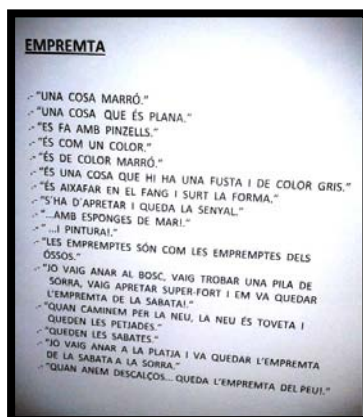 EMPREMTA
.- "UNA COSA MARRÓ."
.- "UNA COSA QUE ÉS PLANA."
.- "ES FA AMB PINZELLS."
.- "ÉS COM UN COLOR."
.- "ÉS DE COLOR MARRÓ."
.- "ÉS UNA COSA QUE HI HA UNA FUSTA I DE COLOR GRIS."
.- "ÉS AIXAFAR EN EL FANG I SURT LA FORMA."
.- "S'HA D'APRETAR I QUEDA LA SENYAL."
.- "...AMB ESPONGES DE MAR!."
.- "...I PINTURA!."
.- "LES EMPREMPTES SÓN COM LES EMPREMPTES DELS
ÓSSOS."
.- "JO VAIG ANAR AL BOSC, VAIG TROBAR UNA PILA DE
SORRA, VAIG APRETAR SUPER-FORT I EM VA QUEDAR
L'EMPREMTA DE LA SABATA!."
.- "QUAN CAMINEM PER LA NEU, LA NEU ÉS TOVETA I
QUEDEN LES PETJADES."
.- "QUEDEN LES SABATES."
.- "JO VAIG ANAR A LA PLATJA I VA QUEDAR L'EMPREMTA
DE LA SABATA A LA SORRA."
.- "QUAN ANEM DESCALÇOS... QUEDA L'EMPREMTA DEL PEU!."